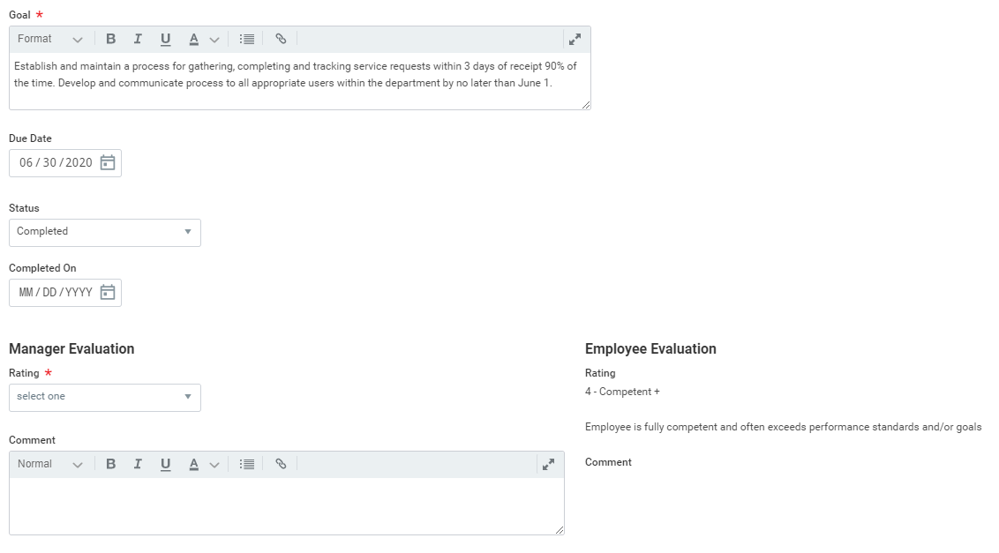 Goal *
Format B I U A
Establish and maintain a process for gathering, completing and tracking service requests within 3 days of receipt 90% of
the time. Develop and communicate process to all appropriate users within the department by no later than June 1.
Due Date
06 / 30 / 2020
Status
Completed
Completed On
MM / DD / YYYY
Manager Evaluation
Rating *
select one
Comment
Normal B I U A
Employee Evaluation
Rating
4 - Competent +
Employee is fully competent and often exceeds performance standards and/or goals
Comment